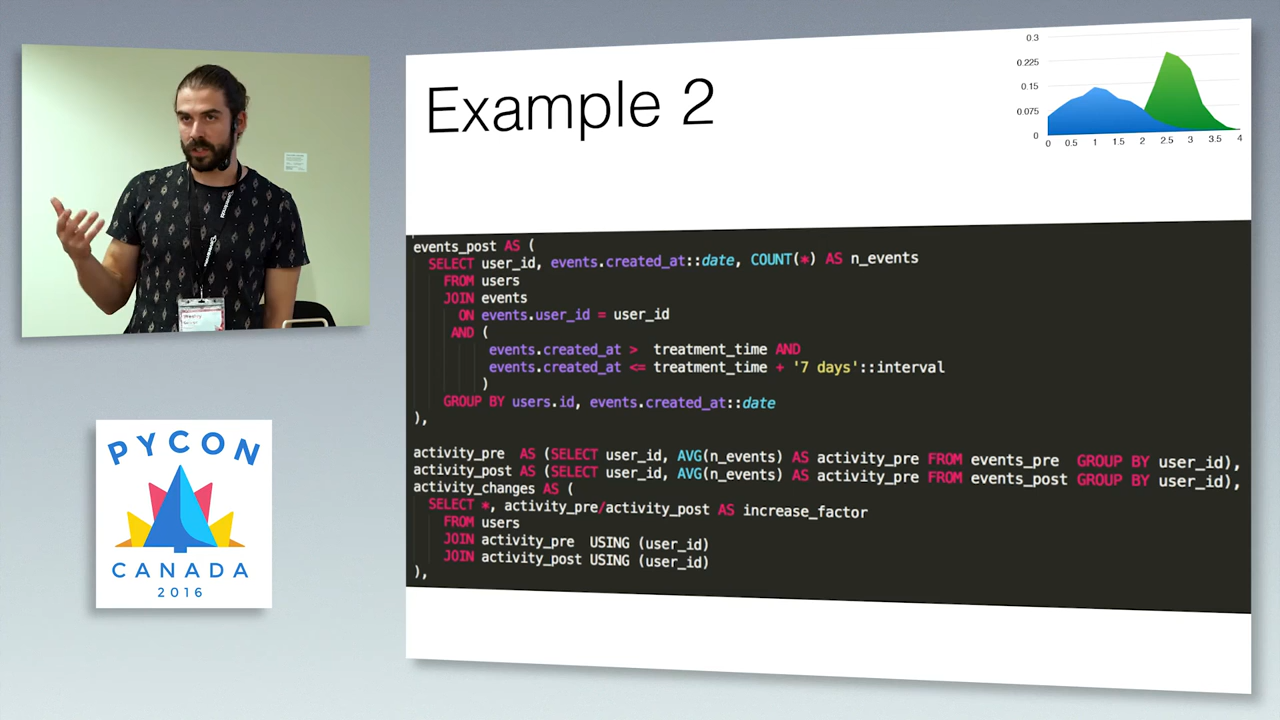 Example 2
0.3
0.225
0.15
0.075
0
0 0.5 1 1.5 2 2.5 3 3.5 4
events_post AS (
SELECT user_id, events.created_at::date, COUNT(*) AS n_events
FROM users
JOIN events
ON events.user_id = user_id
AND (
events.created_at > treatment_time AND
events.created_at <= treatment_time + '7 days'::interval
)
GROUP BY users.id, events.created_at::date
),
activity_pre AS (SELECT user_id, AVG(n_events) AS activity_pre FROM events_pre GROUP BY user_id),
activity_post AS (SELECT user_id, AVG(n_events) AS activity_pre FROM events_post GROUP BY user_id),
activity_changes AS (
SELECT *, activity_pre/activity_post AS increase_factor
FROM users
JOIN activity_pre USING (user_id)
JOIN activity_post USING (user_id)
),
PYCON
CANADA
2016